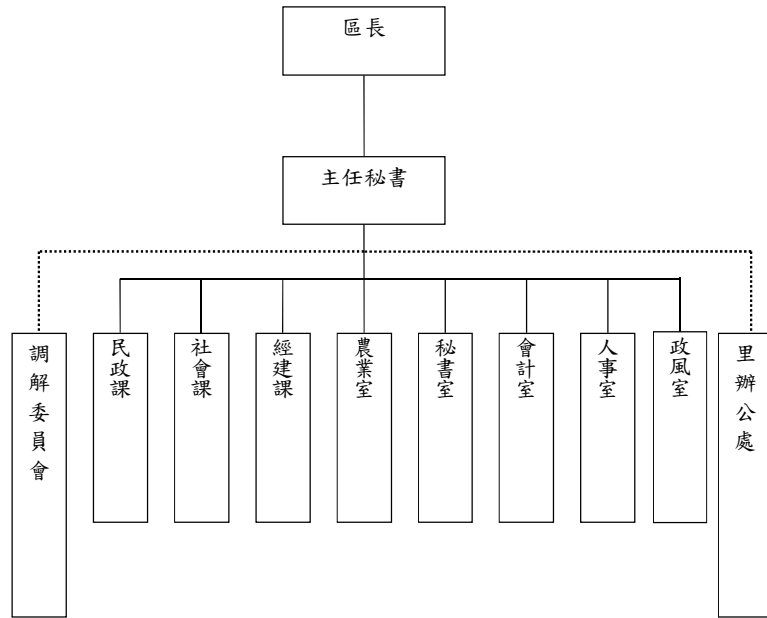 區長
主任秘書
調解委員會
民政課
社會課
經建課
農業室
秘書室
會計室
人事室
政風室
里辦公處